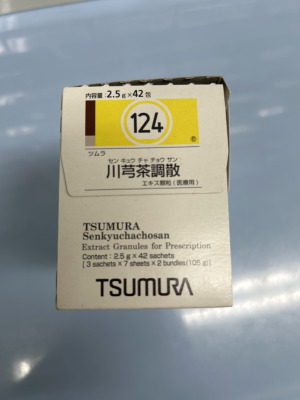 内容量：2.5g×42包
124
ツムラ
センキュウチャチョウサン
川芎茶調散
エキス顆粒(医療用)
TSUMURA
Senkyuchachosan
Extract Granules for Prescription
Content : 2.5 g × 42 sachets
[ 3 sachets × 7 sheets × 2 bundles (105 g)]
TSUMURA